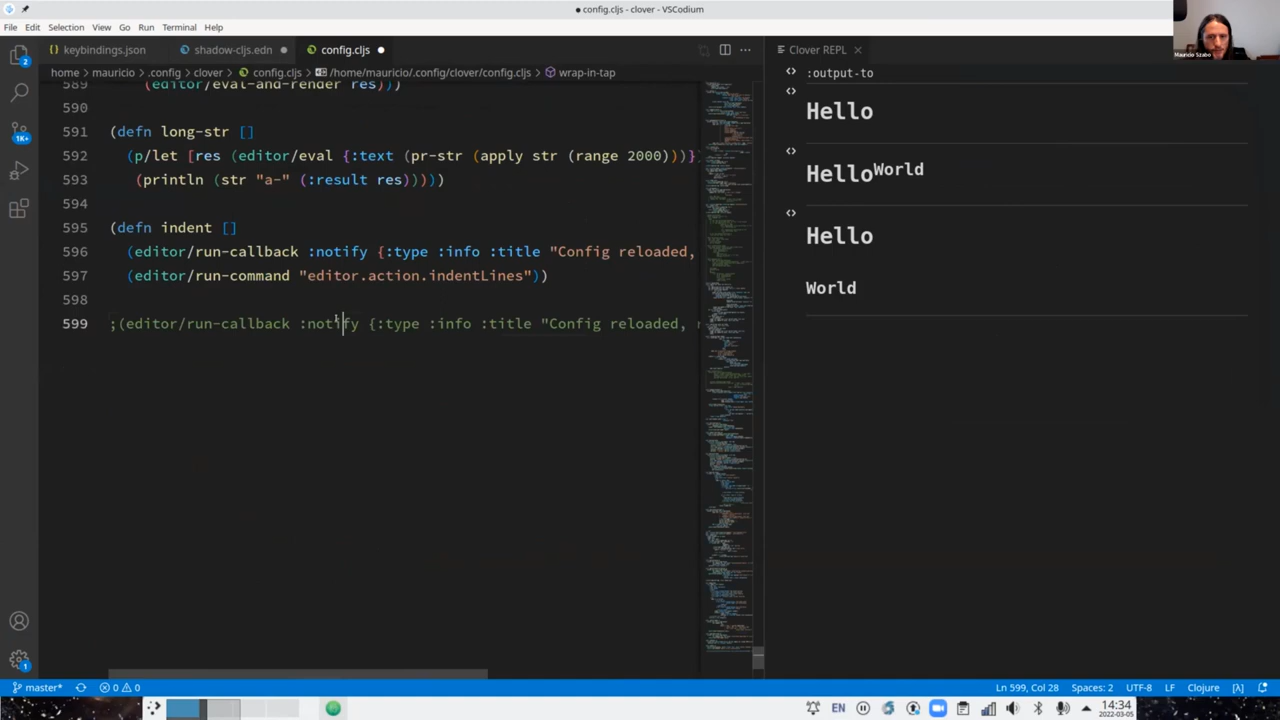 config.cljs - clover - VSCodium
File Edit Selection View Go Run Terminal Help
Mauricio Szabo
keybindings.json shadow-cljs.edn config.cljs Clover REPL
home mauricio .config clover config.cljs /home/mauricio/.config/clover/config.cljs wrap-in-tap
:output-to
589 (editor/eval-and-render res)))
590
591 (defn long-str []
592 (p/let [res (editor/eval {:text (pr-str (apply str (range 2000)))}
593 (println (str "a-" (:result res)))))
594
595 (defn indent []
596 (editor/run-callback :notify {:type :info :title "Config reloaded,
597 (editor/run-command "editor.action.indentLines"))
598
599 ;(editor/run-callback :notify {:type :info :title "Config reloaded,
Hello
HelloWorld
Hello
World
2
1K+
1
master* 0 0 Ln 599, Col 28 Spaces: 2 UTF-8 LF Clojure [λ]
EN 14:34
2022-03-05